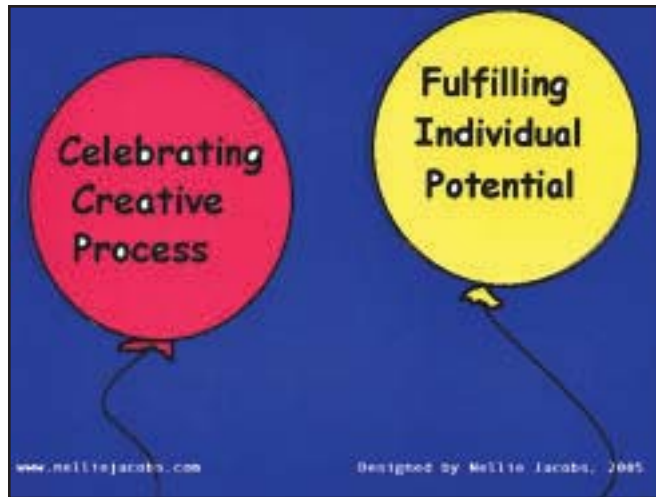 Celebrating
Creative
Process
Fulfilling
Individual
Potential
www.nelliejacobs.com
Designed by Nellie Jacobs, 2005